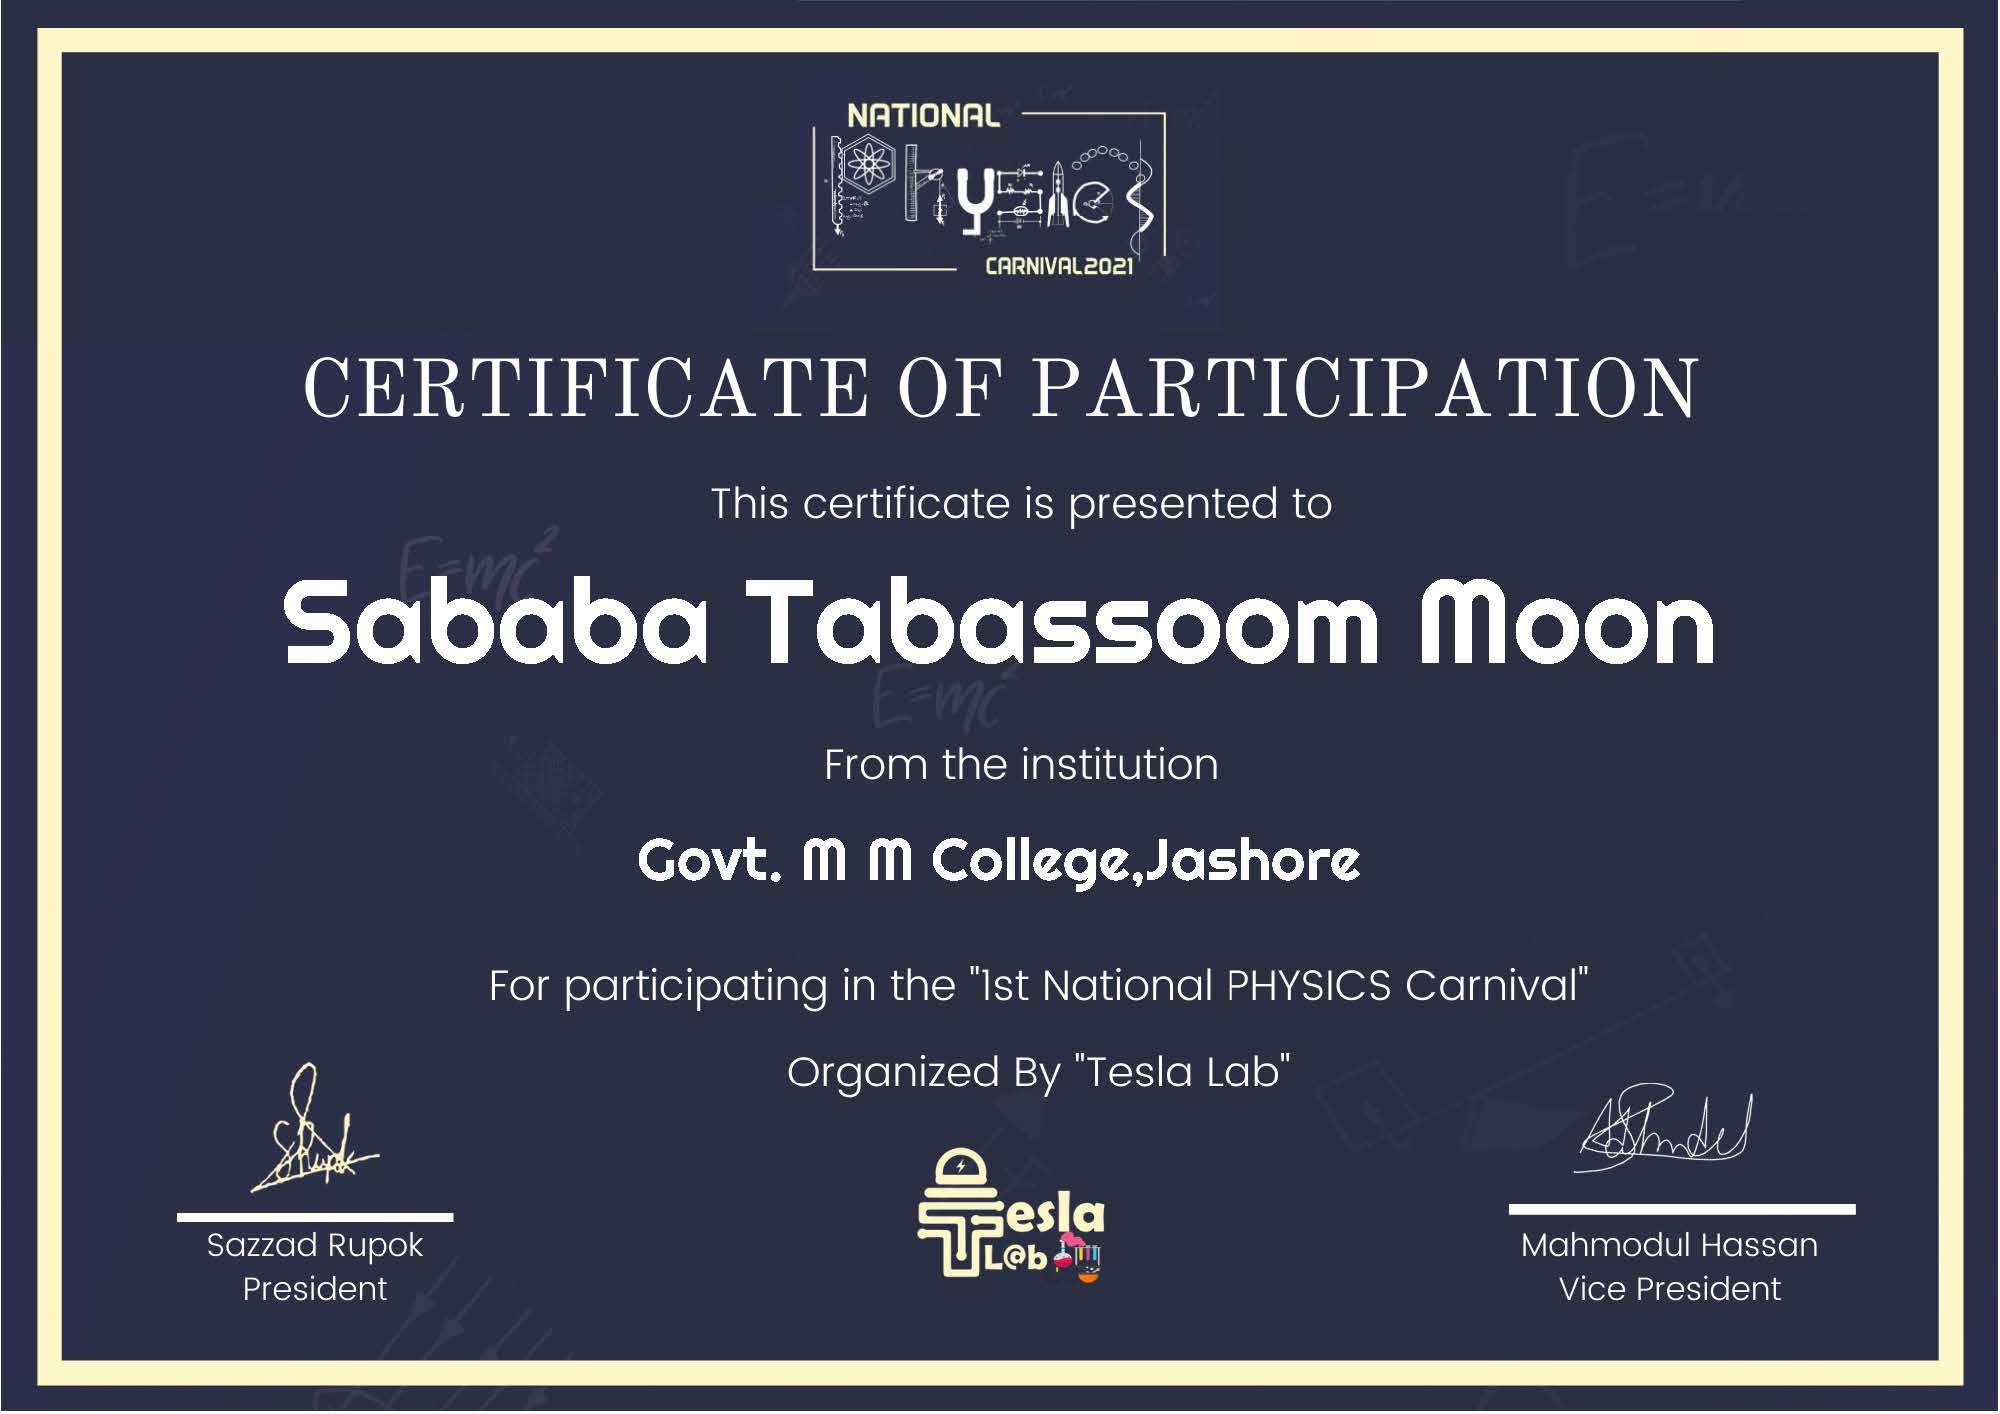 NATIONAL
Physics
CARNIVAL2021
CERTIFICATE OF PARTICIPATION
This certificate is presented to
E=mc²
Sababa Tabassoom Moon
E=mc²
From the institution
Govt. M M College,Jashore
For participating in the "1st National PHYSICS Carnival"
Organized By "Tesla Lab"
Tesla
L@b
Sazzad Rupok
President
Mahmodul Hassan
Vice President